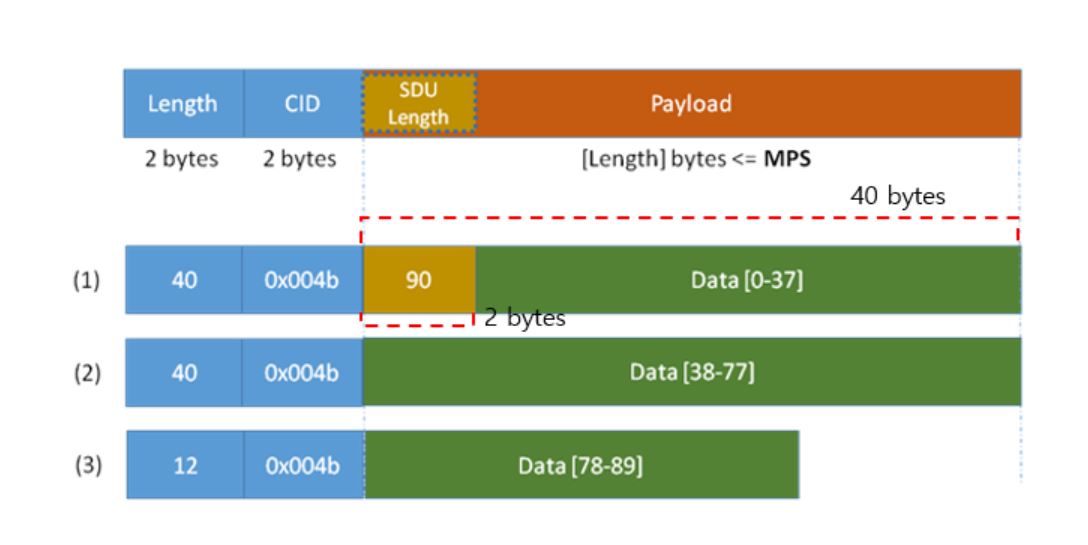 Length CID SDU Length Payload
2 bytes 2 bytes [Length] bytes <= MPS
40 bytes
(1) 40 0x004b 90 Data [0-37]
2 bytes
(2) 40 0x004b Data [38-77]
(3) 12 0x004b Data [78-89]